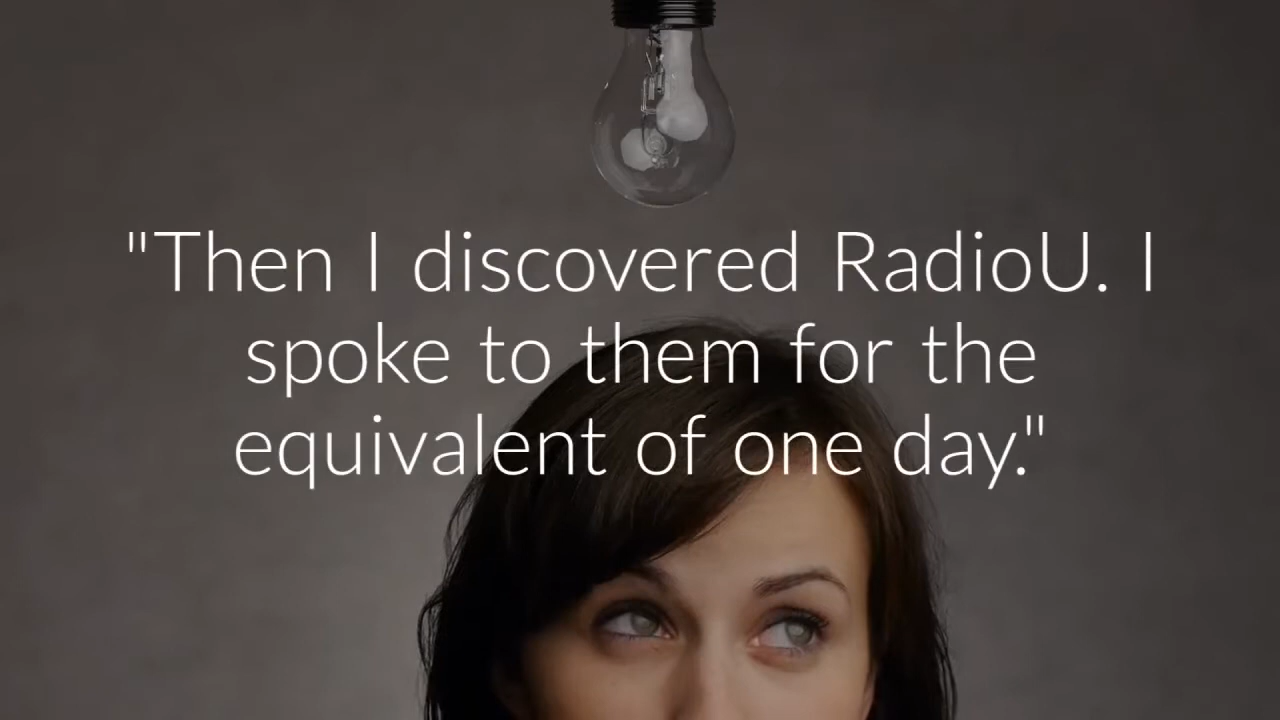 "Then I discovered RadioU. I
spoke to them for the
equivalent of one day."